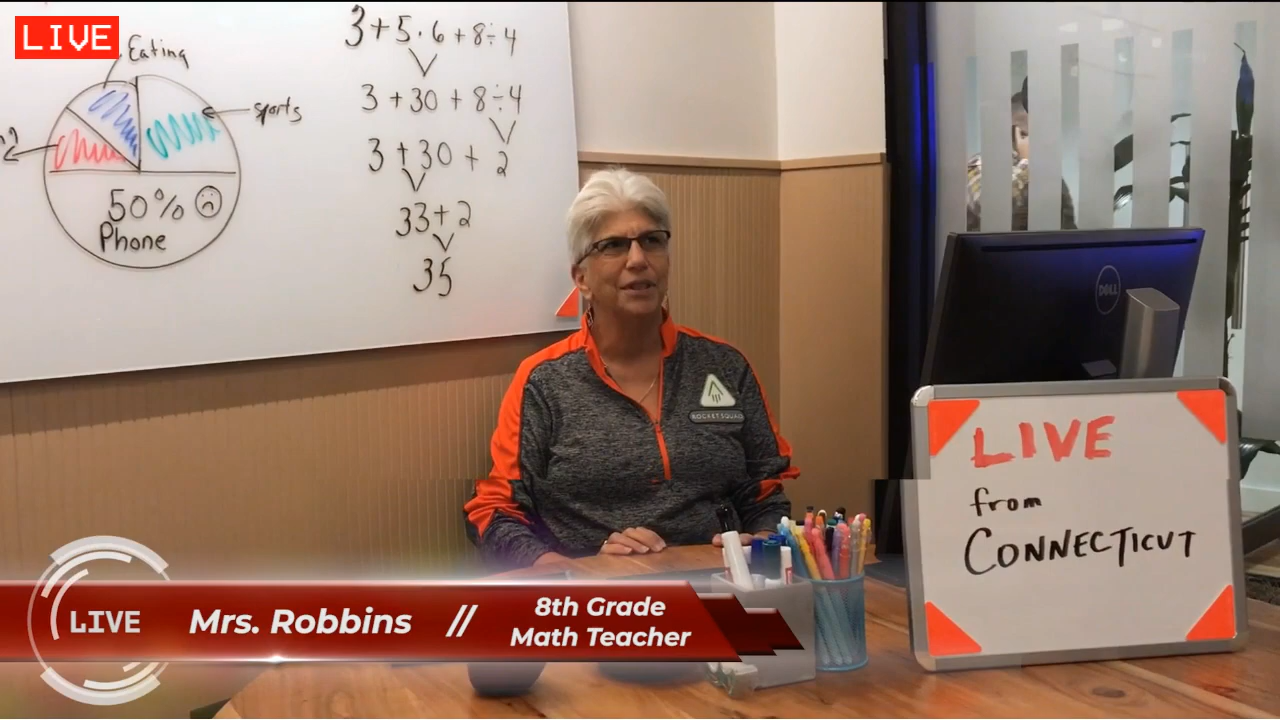 LIVE
Eating
sports
50%
Phone
3+5·6+8÷4
3+30+8÷4
3+30+2
33+2
35
DELL
ROCKETSQUAD
LIVE
from
CONNECTICUT
LIVE
Mrs. Robbins //
8th Grade
Math Teacher